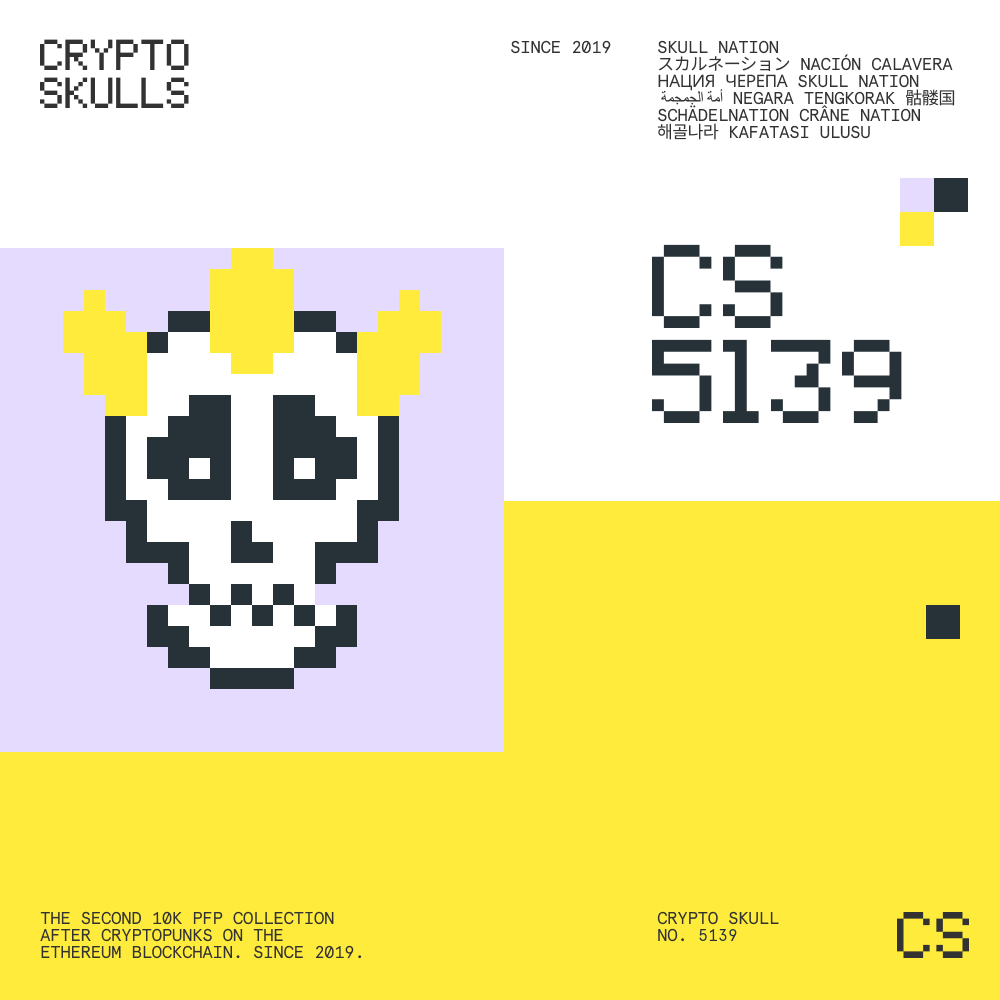 CRYPTO
SKULLS
SINCE 2019
SKULL NATION
スカルネーション NACIÓN CALAVERA
НАЦИЯ ЧЕРЕПА SKULL NATION
أمة الجمجمة NEGARA TENGKORAK 骷髅国
SCHÄDELNATION CRÂNE NATION
해골나라 KAFATASI ULUSU
CS
5139
THE SECOND 10K PFP COLLECTION
AFTER CRYPTOPUNKS ON THE
ETHEREUM BLOCKCHAIN. SINCE 2019.
CRYPTO SKULL
NO. 5139
CS